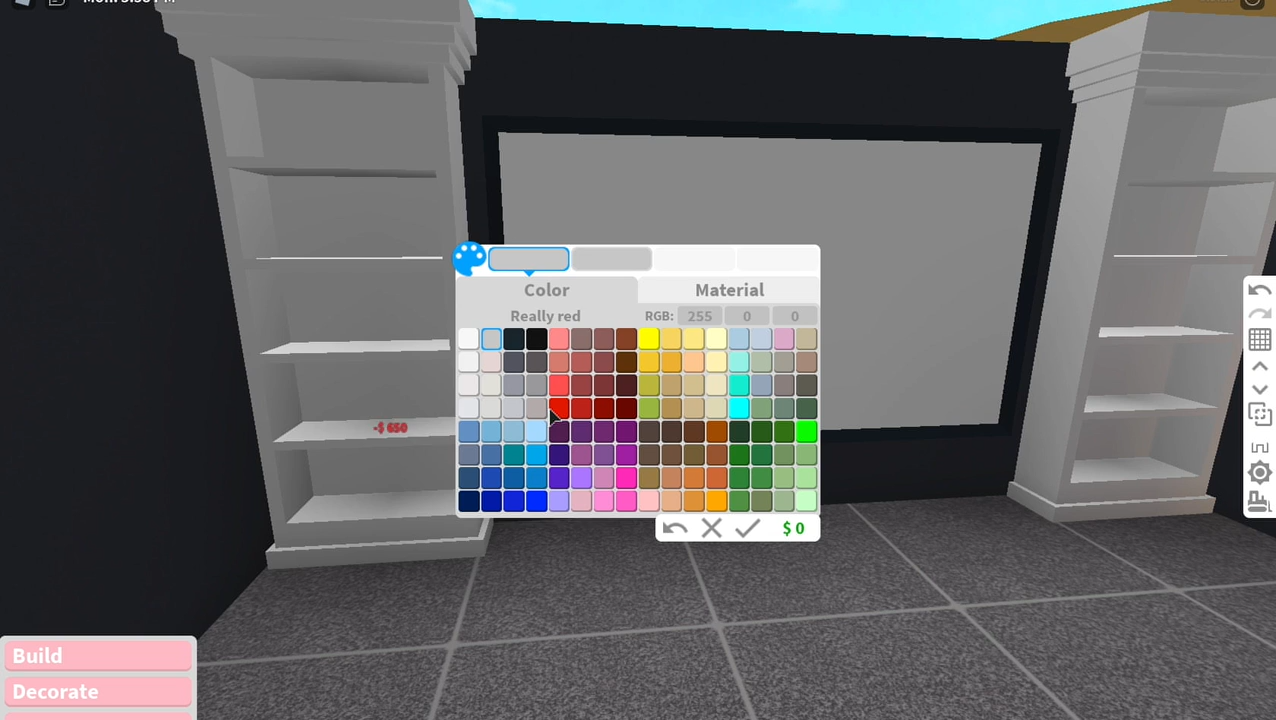 Color
Material
Really red
RGB:
255
0
0
-$ 650
$ 0
Build
Decorate